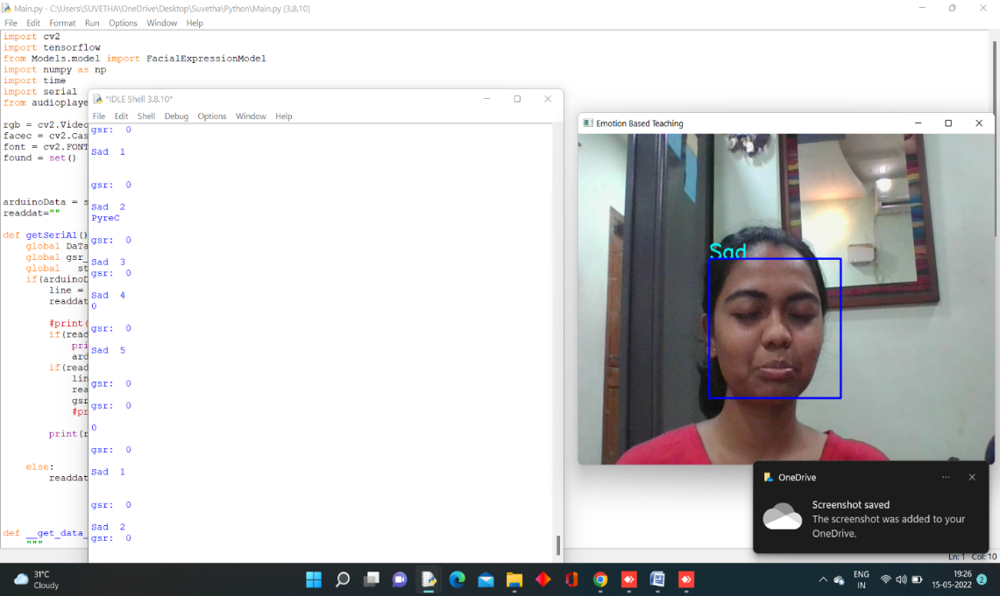 Main.py - C:\Users\SUVETHA\OneDrive\Desktop\Suvetha\Python\Main.py (3.8.10)
File Edit Format Run Options Window Help
import cv2
import tensorflow
from Models.model import FacialExpressionModel
import numpy as np
import time
import serial
from audioplaye
rgb = cv2.Video
facec = cv2.Cas
font = cv2.FONT
found = set()
arduinoData = s
readdat=""
def getSeriAl()
global DaTa
global gsr_
global st
if(arduinoD
line =
readdat
#print(
if(read
pri
ard
if(read
lin
rea
gsr
#pr
print(r
else:
readdat
def __get_data_
"""
*IDLE Shell 3.8.10*
File Edit Shell Debug Options Window Help
gsr: 0
Sad 1
gsr: 0
Sad 2
PyreC
gsr: 0
Sad 3
gsr: 0
Sad 4
0
gsr: 0
Sad 5
gsr: 0
gsr: 0
0
gsr: 0
Sad 1
gsr: 0
Sad 2
gsr: 0
Emotion Based Teaching
Sad
OneDrive
Screenshot saved
The screenshot was added to your
OneDrive.
Ln: 1 Col: 10
31°C
Cloudy
ENG
IN
19:26
15-05-2022
2